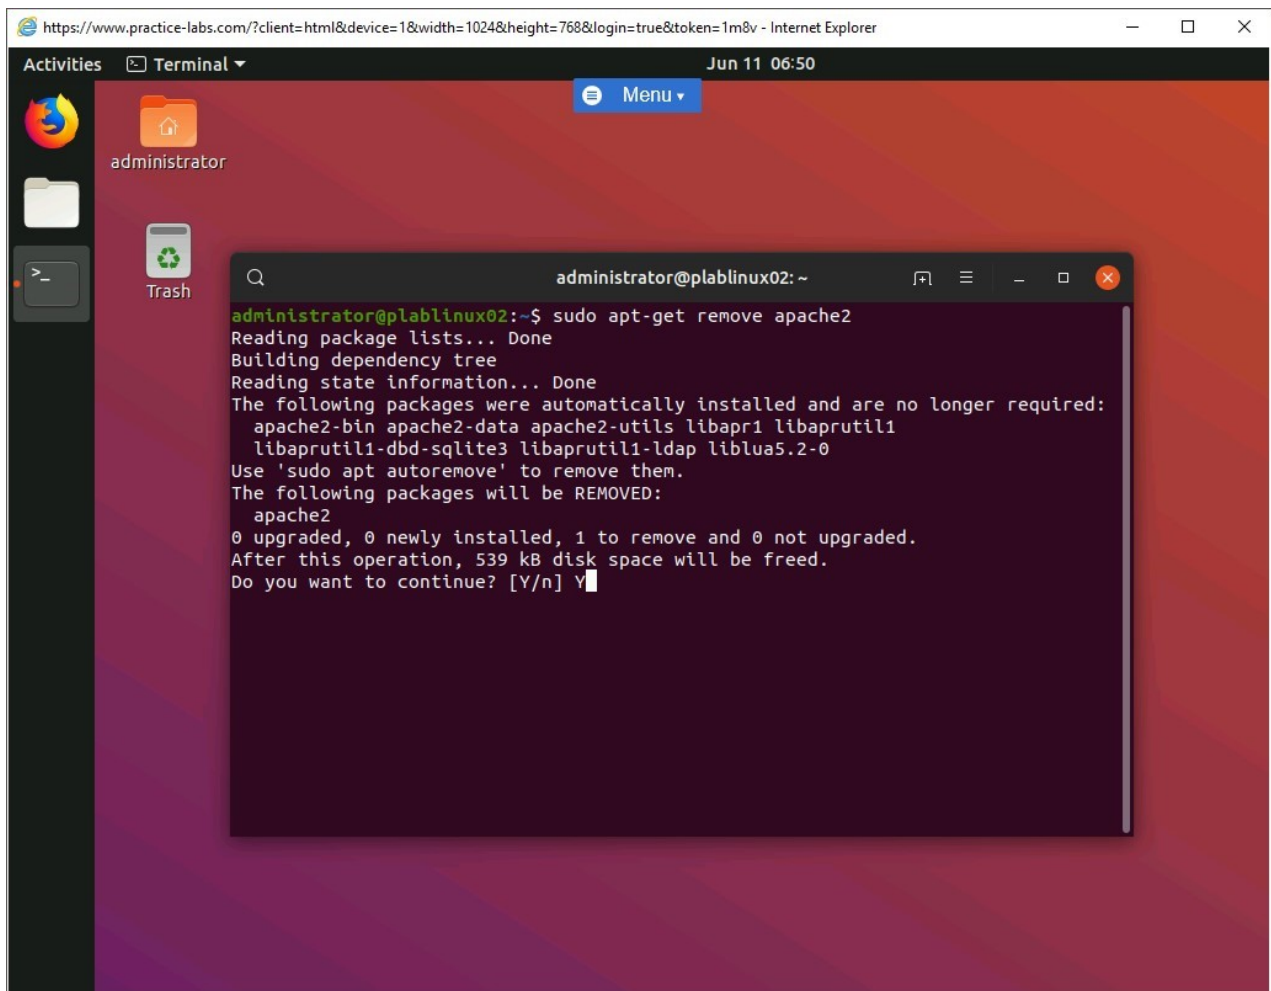 https://www.practice-labs.com/?client=html&device=1&width=1024&height=768&login=true&token=1m8v - Internet Explorer
Activities Terminal Jun 11 06:50
Menu
administrator
Trash
administrator@plablinux02: ~
administrator@plablinux02:~$ sudo apt-get remove apache2
Reading package lists... Done
Building dependency tree
Reading state information... Done
The following packages were automatically installed and are no longer required:
  apache2-bin apache2-data apache2-utils libapr1 libaprutil1
  libaprutil1-dbd-sqlite3 libaprutil1-ldap liblua5.2-0
Use 'sudo apt autoremove' to remove them.
The following packages will be REMOVED:
  apache2
0 upgraded, 0 newly installed, 1 to remove and 0 not upgraded.
After this operation, 539 kB disk space will be freed.
Do you want to continue? [Y/n] Y